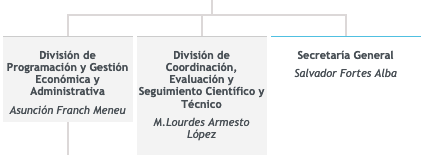 División de
Programación y Gestión
Económica y
Administrativa
Asunción Franch Meneu
División de
Coordinación,
Evaluación y
Seguimiento Científico y
Técnico
M.Lourdes Armesto
López
Secretaría General
Salvador Fortes Alba